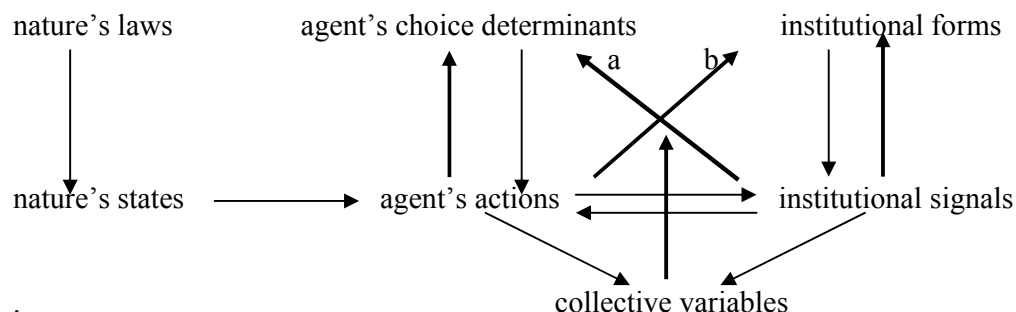 nature's laws agent's choice determinants institutional forms
a b
nature's states agent's actions institutional signals
collective variables
.